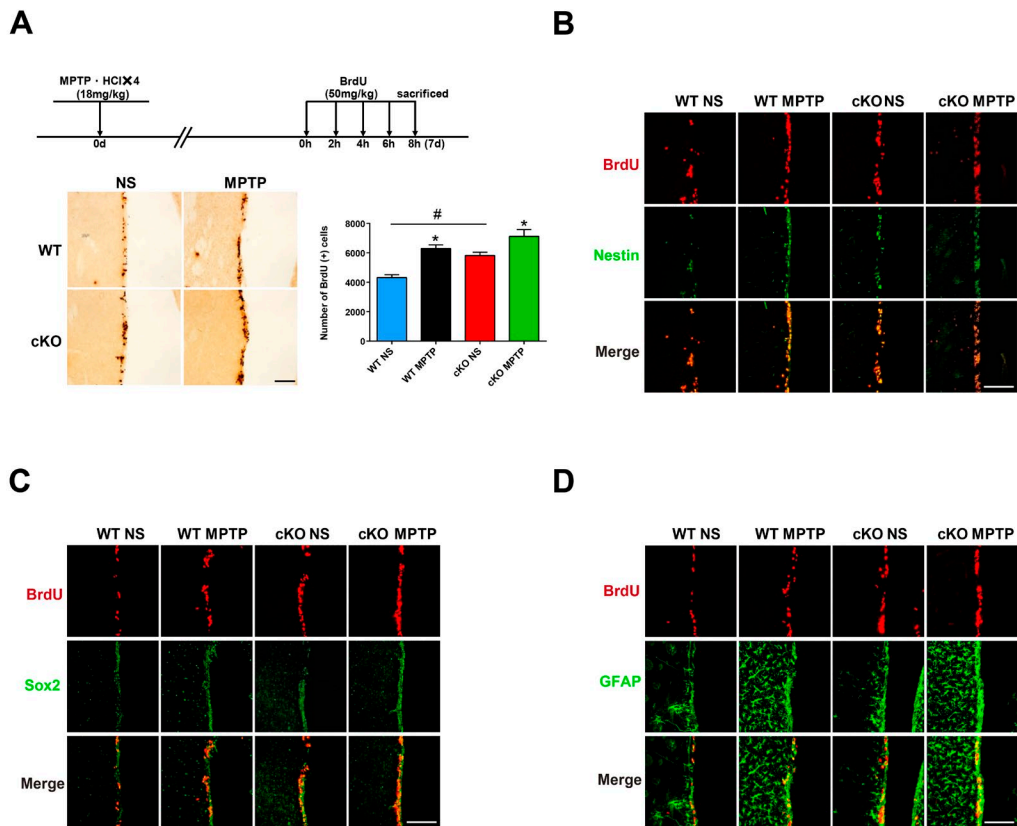 A
MPTP · HCl×4
(18mg/kg)
BrdU
(50mg/kg)
sacrificed
0d
0h 2h 4h 6h 8h (7d)
NS MPTP
WT
cKO
Number of BrdU (+) cells
8000
6000
4000
2000
0
#
* *
WT NS
WT MPTP
cKO NS
cKO MPTP
B
WT NS WT MPTP cKO NS cKO MPTP
BrdU
Nestin
Merge
C
WT NS WT MPTP cKO NS cKO MPTP
BrdU
Sox2
Merge
D
WT NS WT MPTP cKO NS cKO MPTP
BrdU
GFAP
Merge